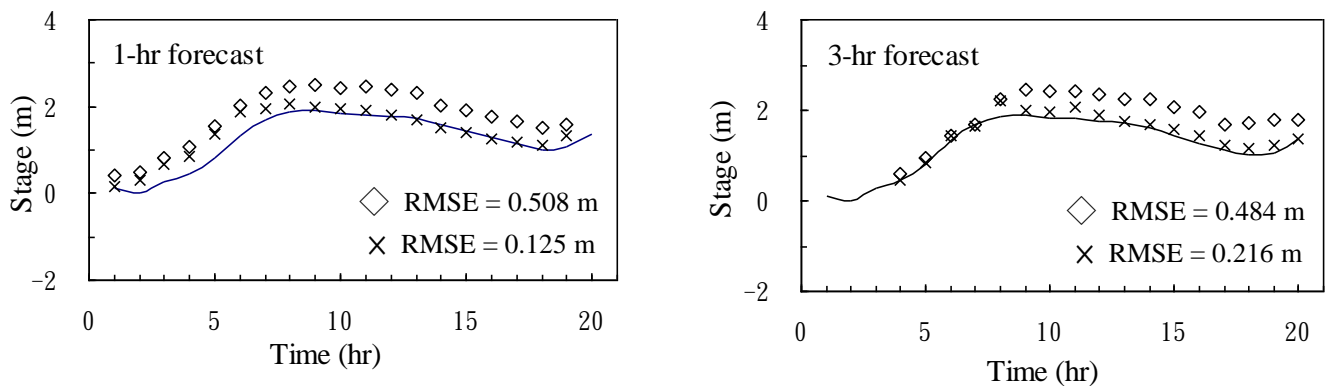 4
1-hr forecast
2
Stage (m)
0
RMSE = 0.508 m
RMSE = 0.125 m
-2
0 5 10 15 20
Time (hr)
4
3-hr forecast
2
Stage (m)
0
RMSE = 0.484 m
RMSE = 0.216 m
-2
0 5 10 15 20
Time (hr)